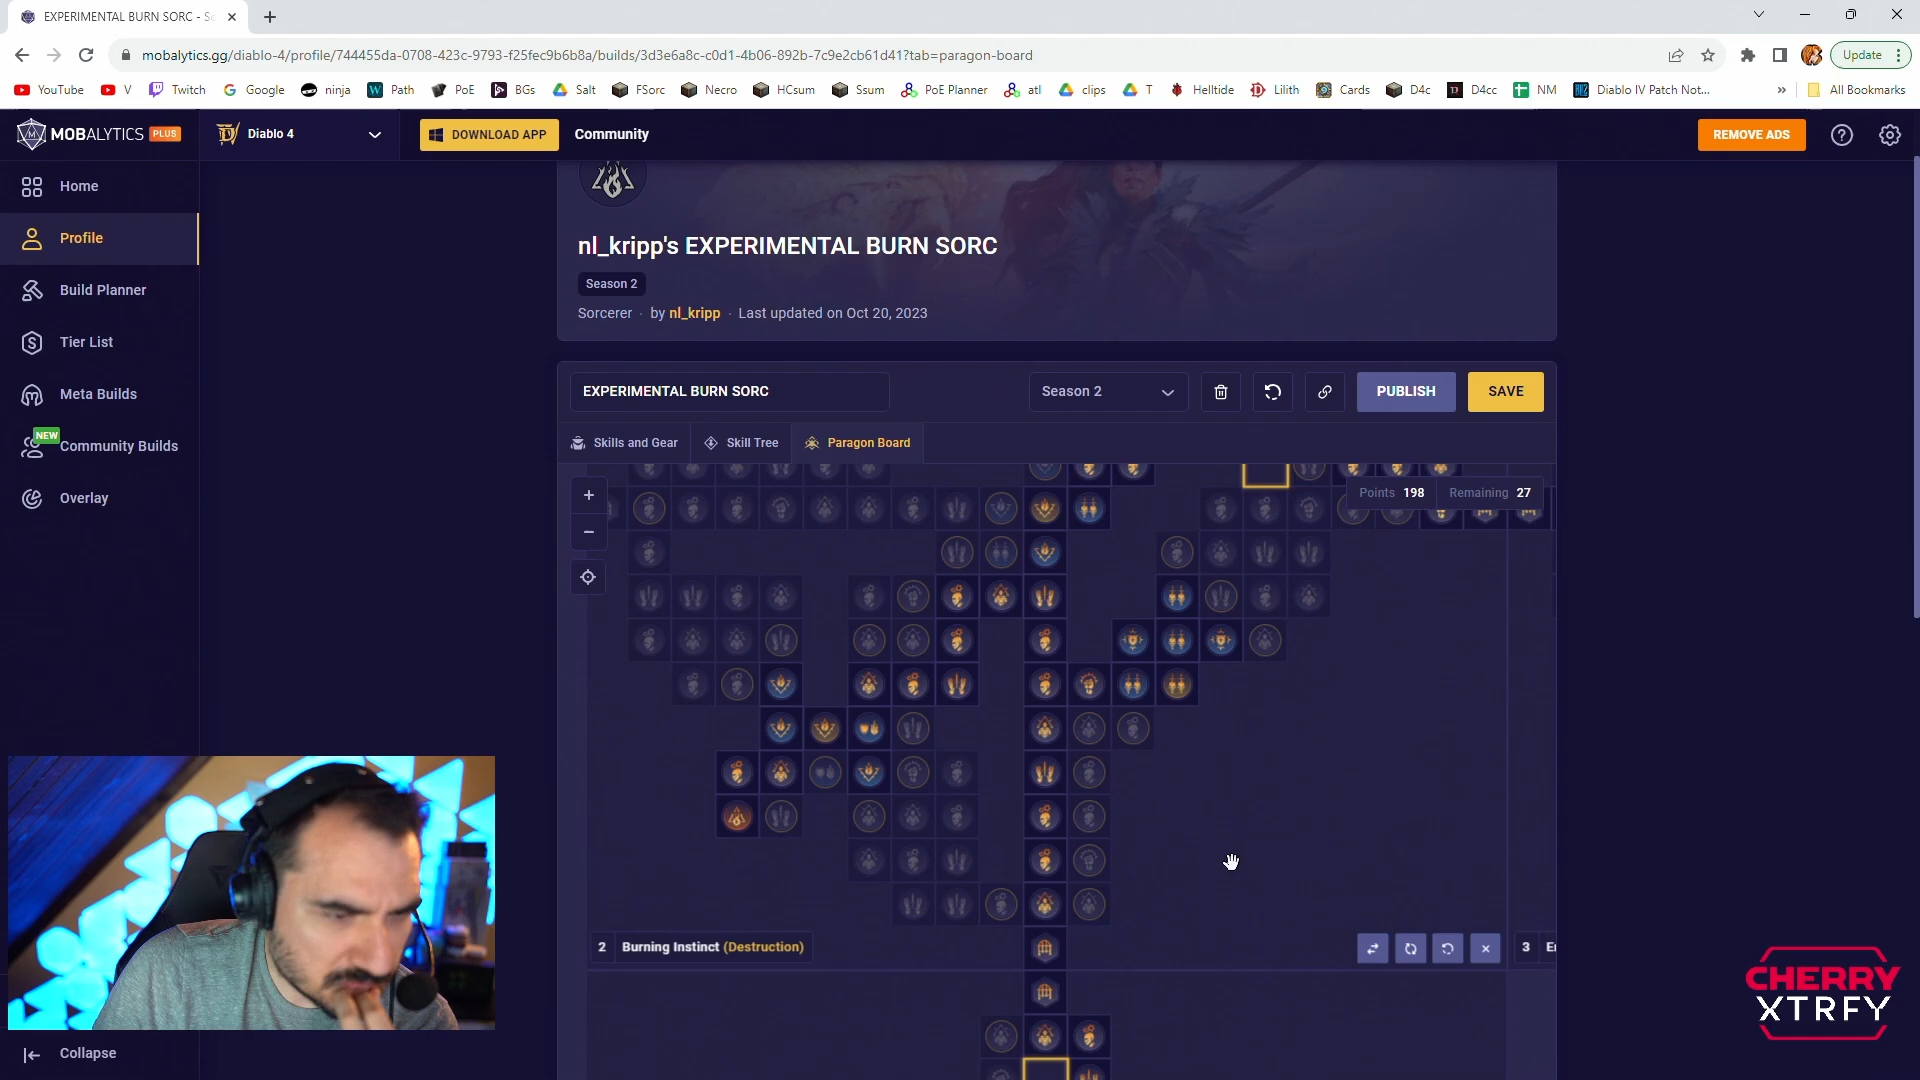 EXPERIMENTAL BURN SORC - So
mobalytics.gg/diablo-4/profile/744455da-0708-423c-9793-f25fec9b6b8a/builds/3d3e6a8c-c0d1-4b06-892b-7c9e2cb61d41?tab=paragon-board
Update
YouTube V Twitch Google ninja Path PoE BGs Salt FSorc Necro HCsum Ssum PoE Planner atl clips T Helltide Lilith Cards D4c D4cc NM Diablo IV Patch Not... » All Bookmarks
MOBALYTICS PLUS
Diablo 4
DOWNLOAD APP
Community
REMOVE ADS
Home
Profile
Build Planner
Tier List
Meta Builds
NEW
Community Builds
Overlay
Collapse
nl_kripp's EXPERIMENTAL BURN SORC
Season 2
Sorcerer · by nl_kripp · Last updated on Oct 20, 2023
EXPERIMENTAL BURN SORC
Season 2
PUBLISH
SAVE
Skills and Gear
Skill Tree
Paragon Board
Points 198 Remaining 27
2 Burning Instinct (Destruction)
3 E
CHERRY
XTRFY